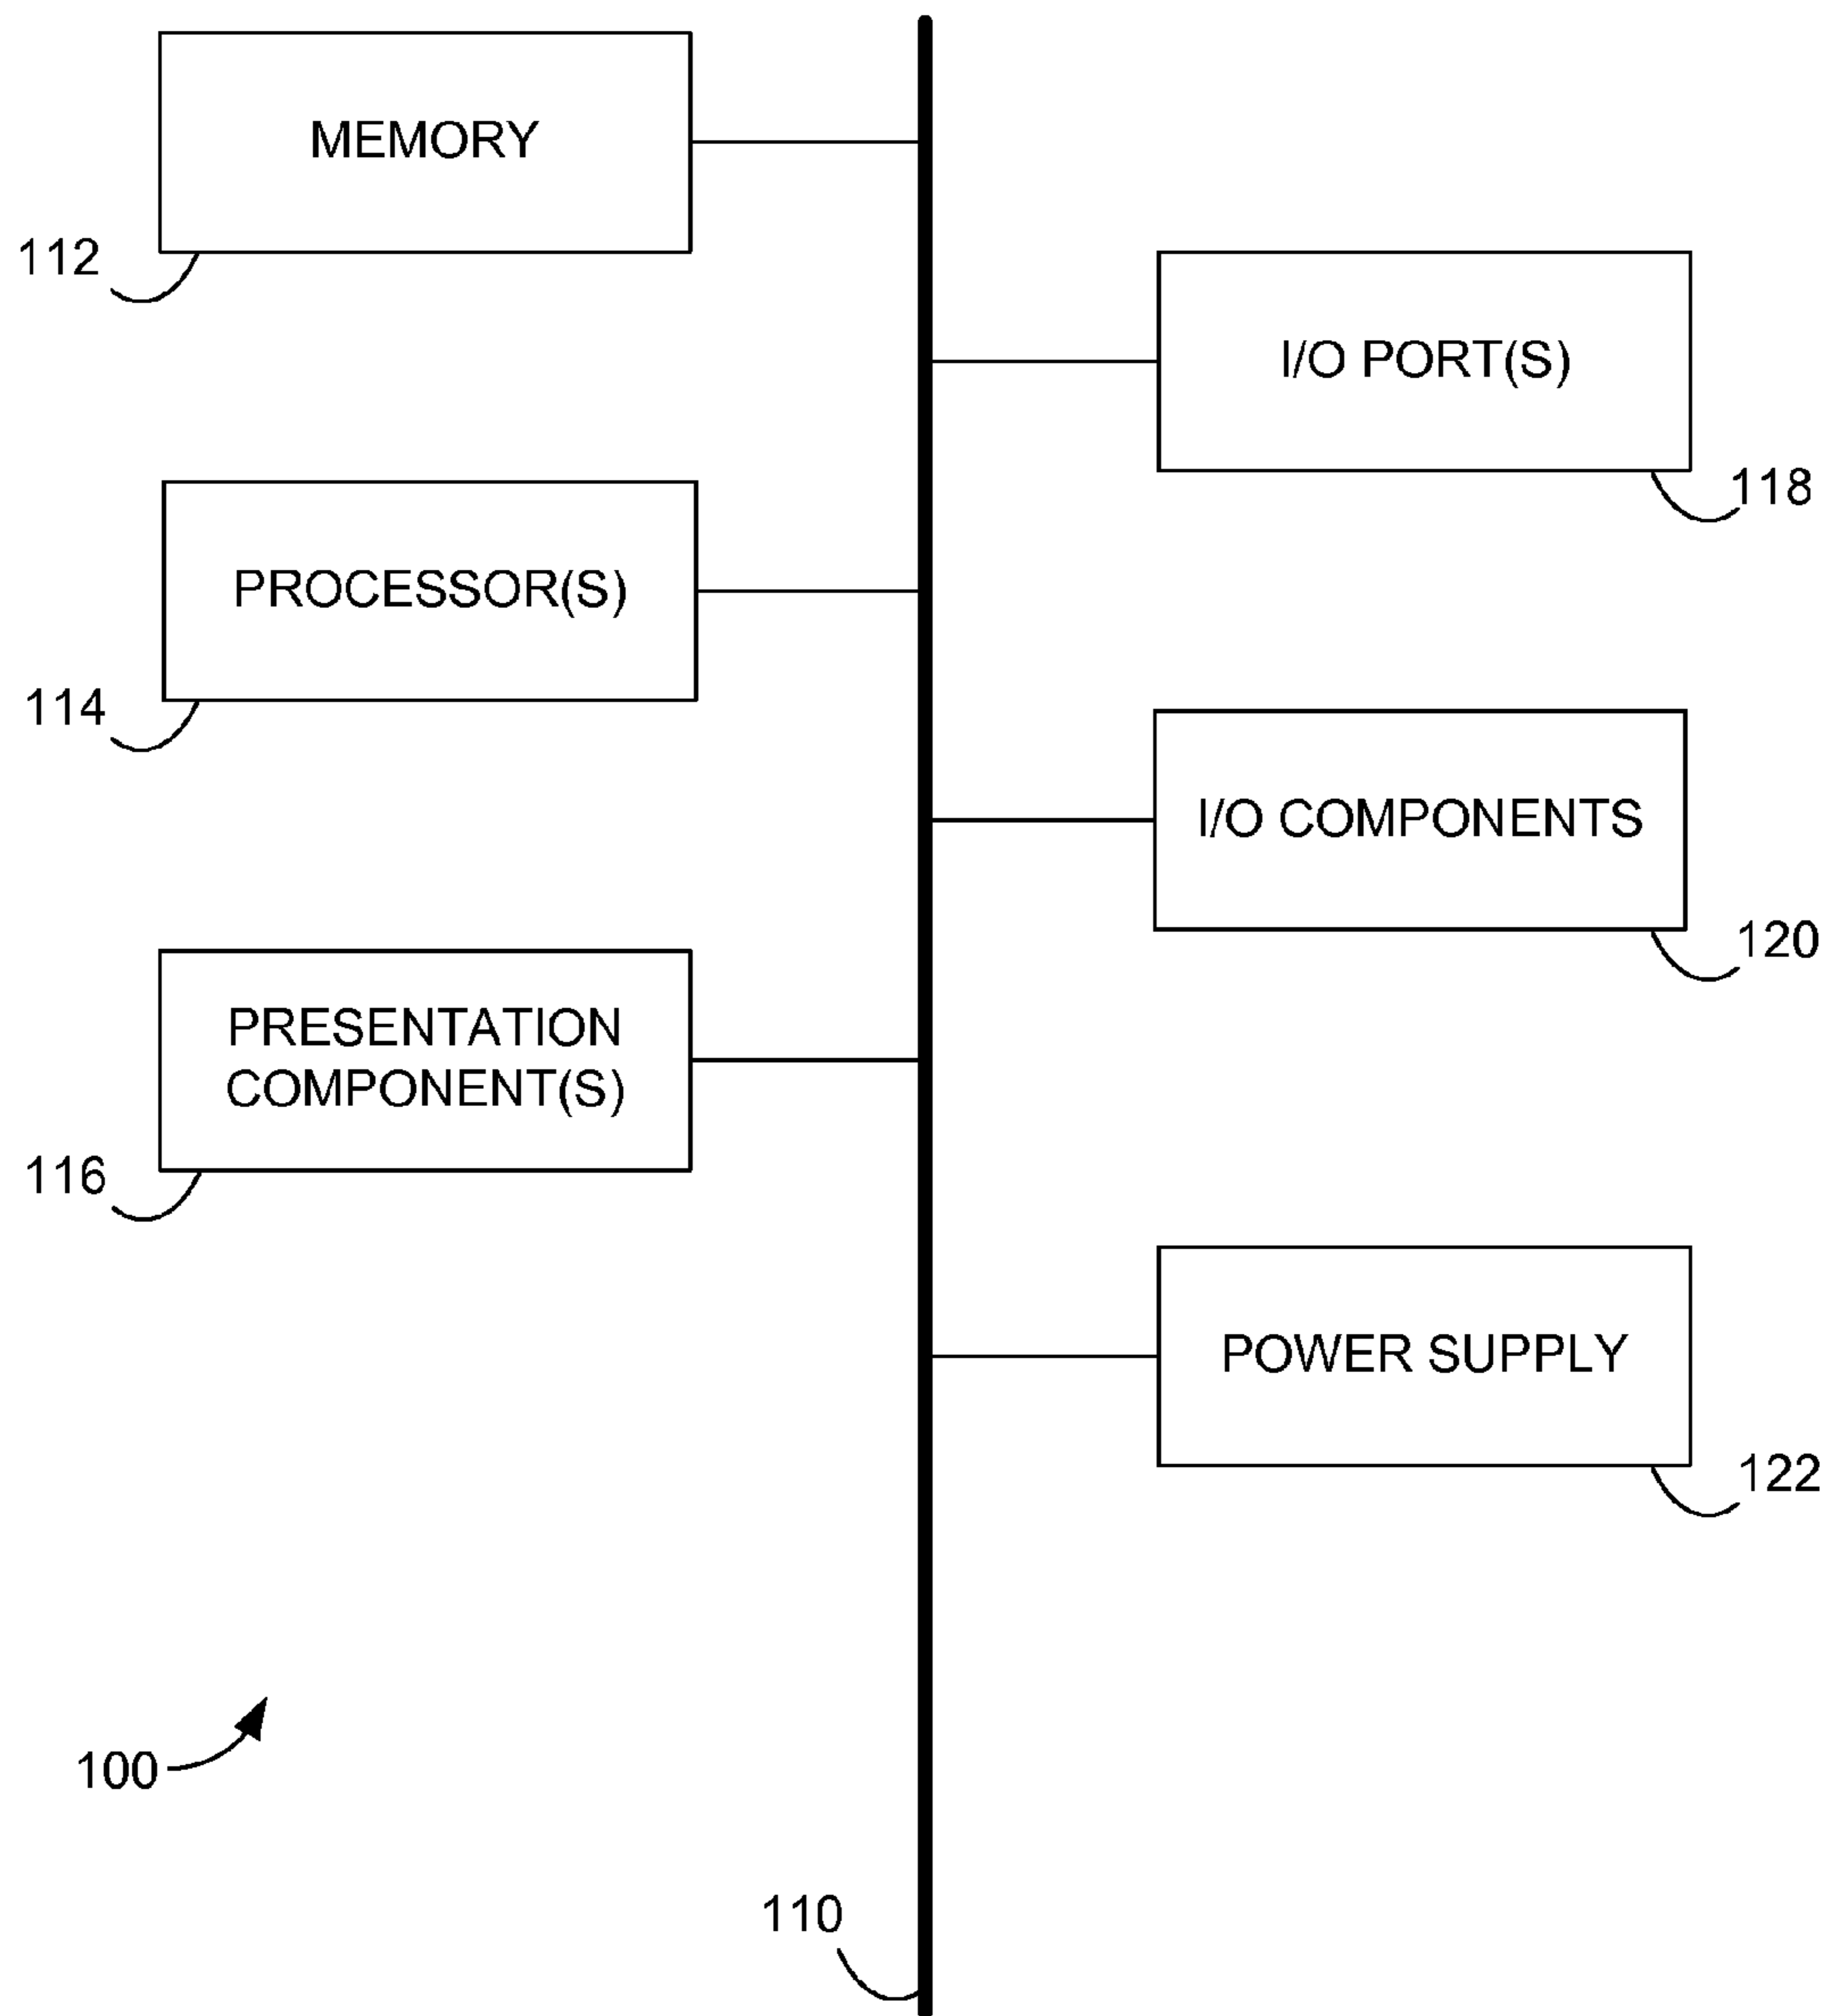 MEMORY
112
I/O PORT(S)
118
PROCESSOR(S)
114
I/O COMPONENTS
120
PRESENTATION
COMPONENT(S)
116
POWER SUPPLY
122
100
110